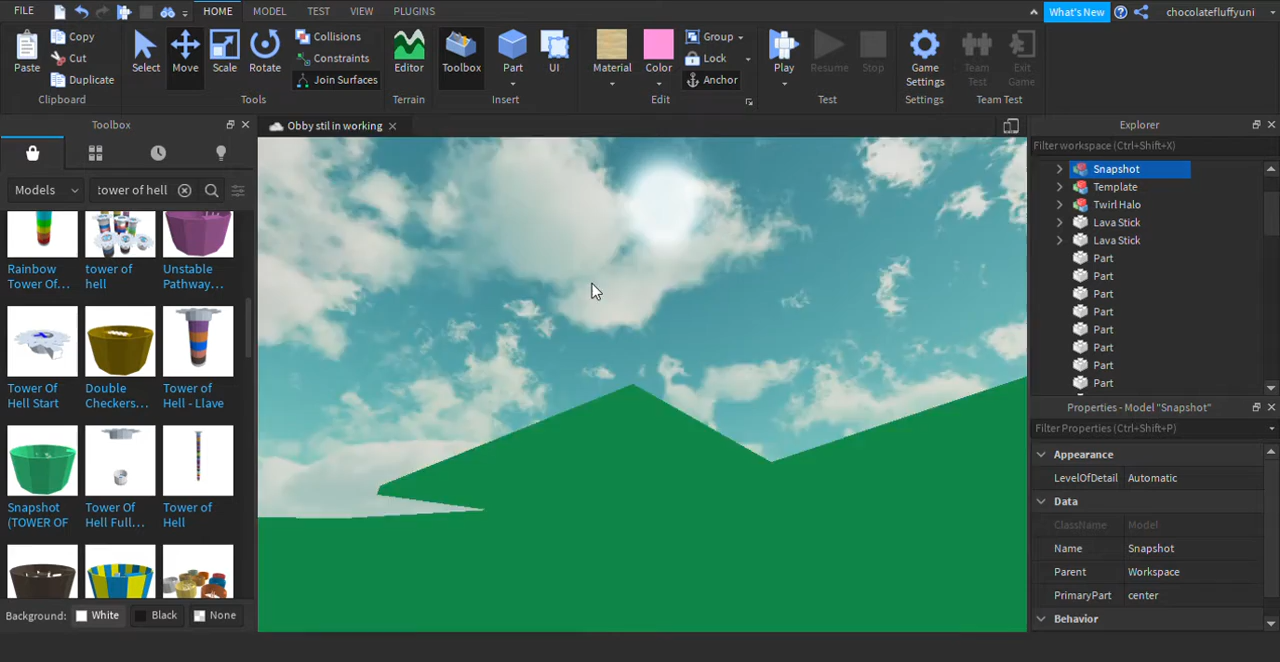 FILE
HOME
MODEL
TEST
VIEW
PLUGINS
What's New
chocolatefluffyuni
Paste
Copy
Cut
Duplicate
Clipboard
Select
Move
Scale
Rotate
Collisions
Constraints
Join Surfaces
Tools
Editor
Terrain
Toolbox
Part
UI
Insert
Material
Color
Group
Lock
Anchor
Edit
Play
Resume
Stop
Test
Game
Settings
Settings
Team
Test
Exit
Game
Team Test
Toolbox
Obby stil in working
Models
tower of hell
Rainbow
Tower Of...
tower of
hell
Unstable
Pathway...
Tower Of
Hell Start
Double
Checkers...
Tower of
Hell - Llave
Snapshot
(TOWER OF
Tower Of
Hell Full...
Tower of
Hell
Background:
White
Black
None
Explorer
Filter workspace (Ctrl+Shift+X)
Snapshot
Template
Twirl Halo
Lava Stick
Lava Stick
Part
Part
Part
Part
Part
Part
Part
Part
Properties - Model "Snapshot"
Filter Properties (Ctrl+Shift+P)
Appearance
LevelOfDetail Automatic
Data
ClassName Model
Name Snapshot
Parent Workspace
PrimaryPart center
Behavior